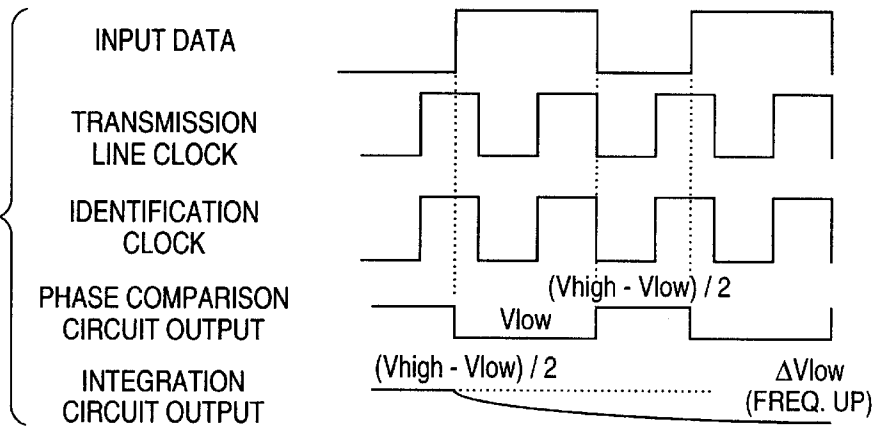 INPUT DATA
TRANSMISSION
LINE CLOCK
IDENTIFICATION
CLOCK
(Vhigh - Vlow) / 2
PHASE COMPARISON
CIRCUIT OUTPUT
Vlow
(Vhigh - Vlow) / 2
INTEGRATION
CIRCUIT OUTPUT
ΔVlow
(FREQ. UP)